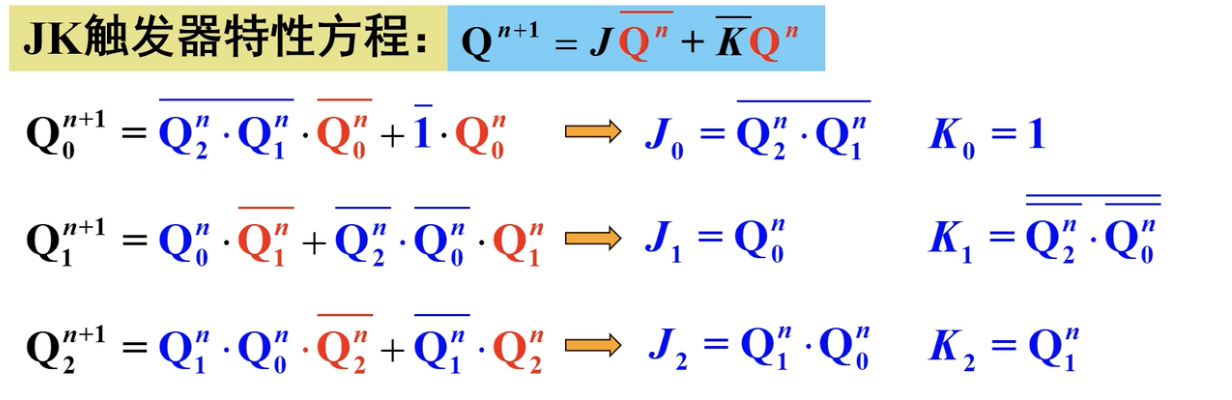 JK触发器特性方程： $Q^{n+1} = J\overline{Q^n} + \overline{K}Q^n$
$Q_0^{n+1} = \overline{Q_2^n \cdot Q_1^n} \cdot \overline{Q_0^n} + \overline{1} \cdot Q_0^n$ ⇨ $J_0 = \overline{Q_2^n \cdot Q_1^n}$ $K_0 = 1$
$Q_1^{n+1} = Q_0^n \cdot \overline{Q_1^n} + \overline{Q_2^n} \cdot \overline{Q_0^n} \cdot Q_1^n$ ⇨ $J_1 = Q_0^n$ $K_1 = \overline{\overline{Q_2^n} \cdot \overline{Q_0^n}}$
$Q_2^{n+1} = Q_1^n \cdot Q_0^n \cdot \overline{Q_2^n} + \overline{Q_1^n} \cdot Q_2^n$ ⇨ $J_2 = Q_1^n \cdot Q_0^n$ $K_2 = Q_1^n$